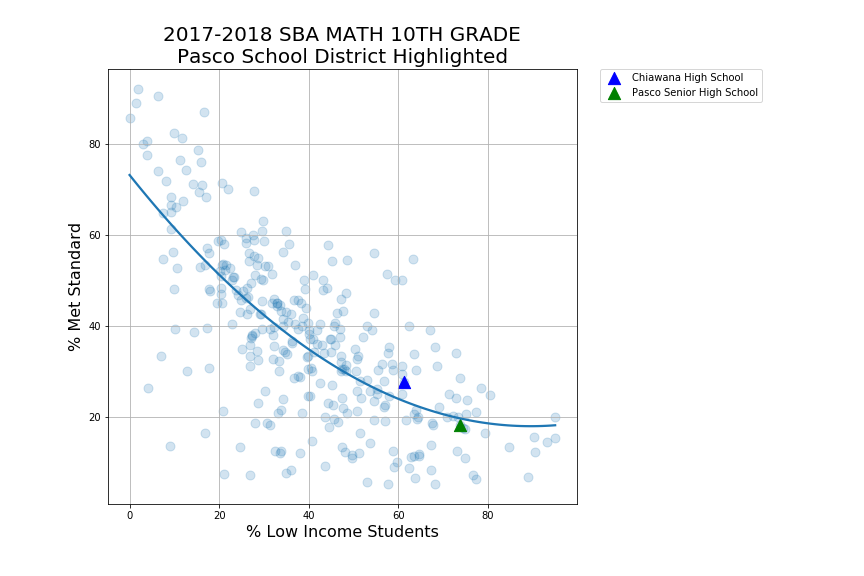 2017-2018 SBA MATH 10TH GRADE
Pasco School District Highlighted
Chiawana High School
Pasco Senior High School
% Met Standard
80
60
40
20
0 20 40 60 80
% Low Income Students